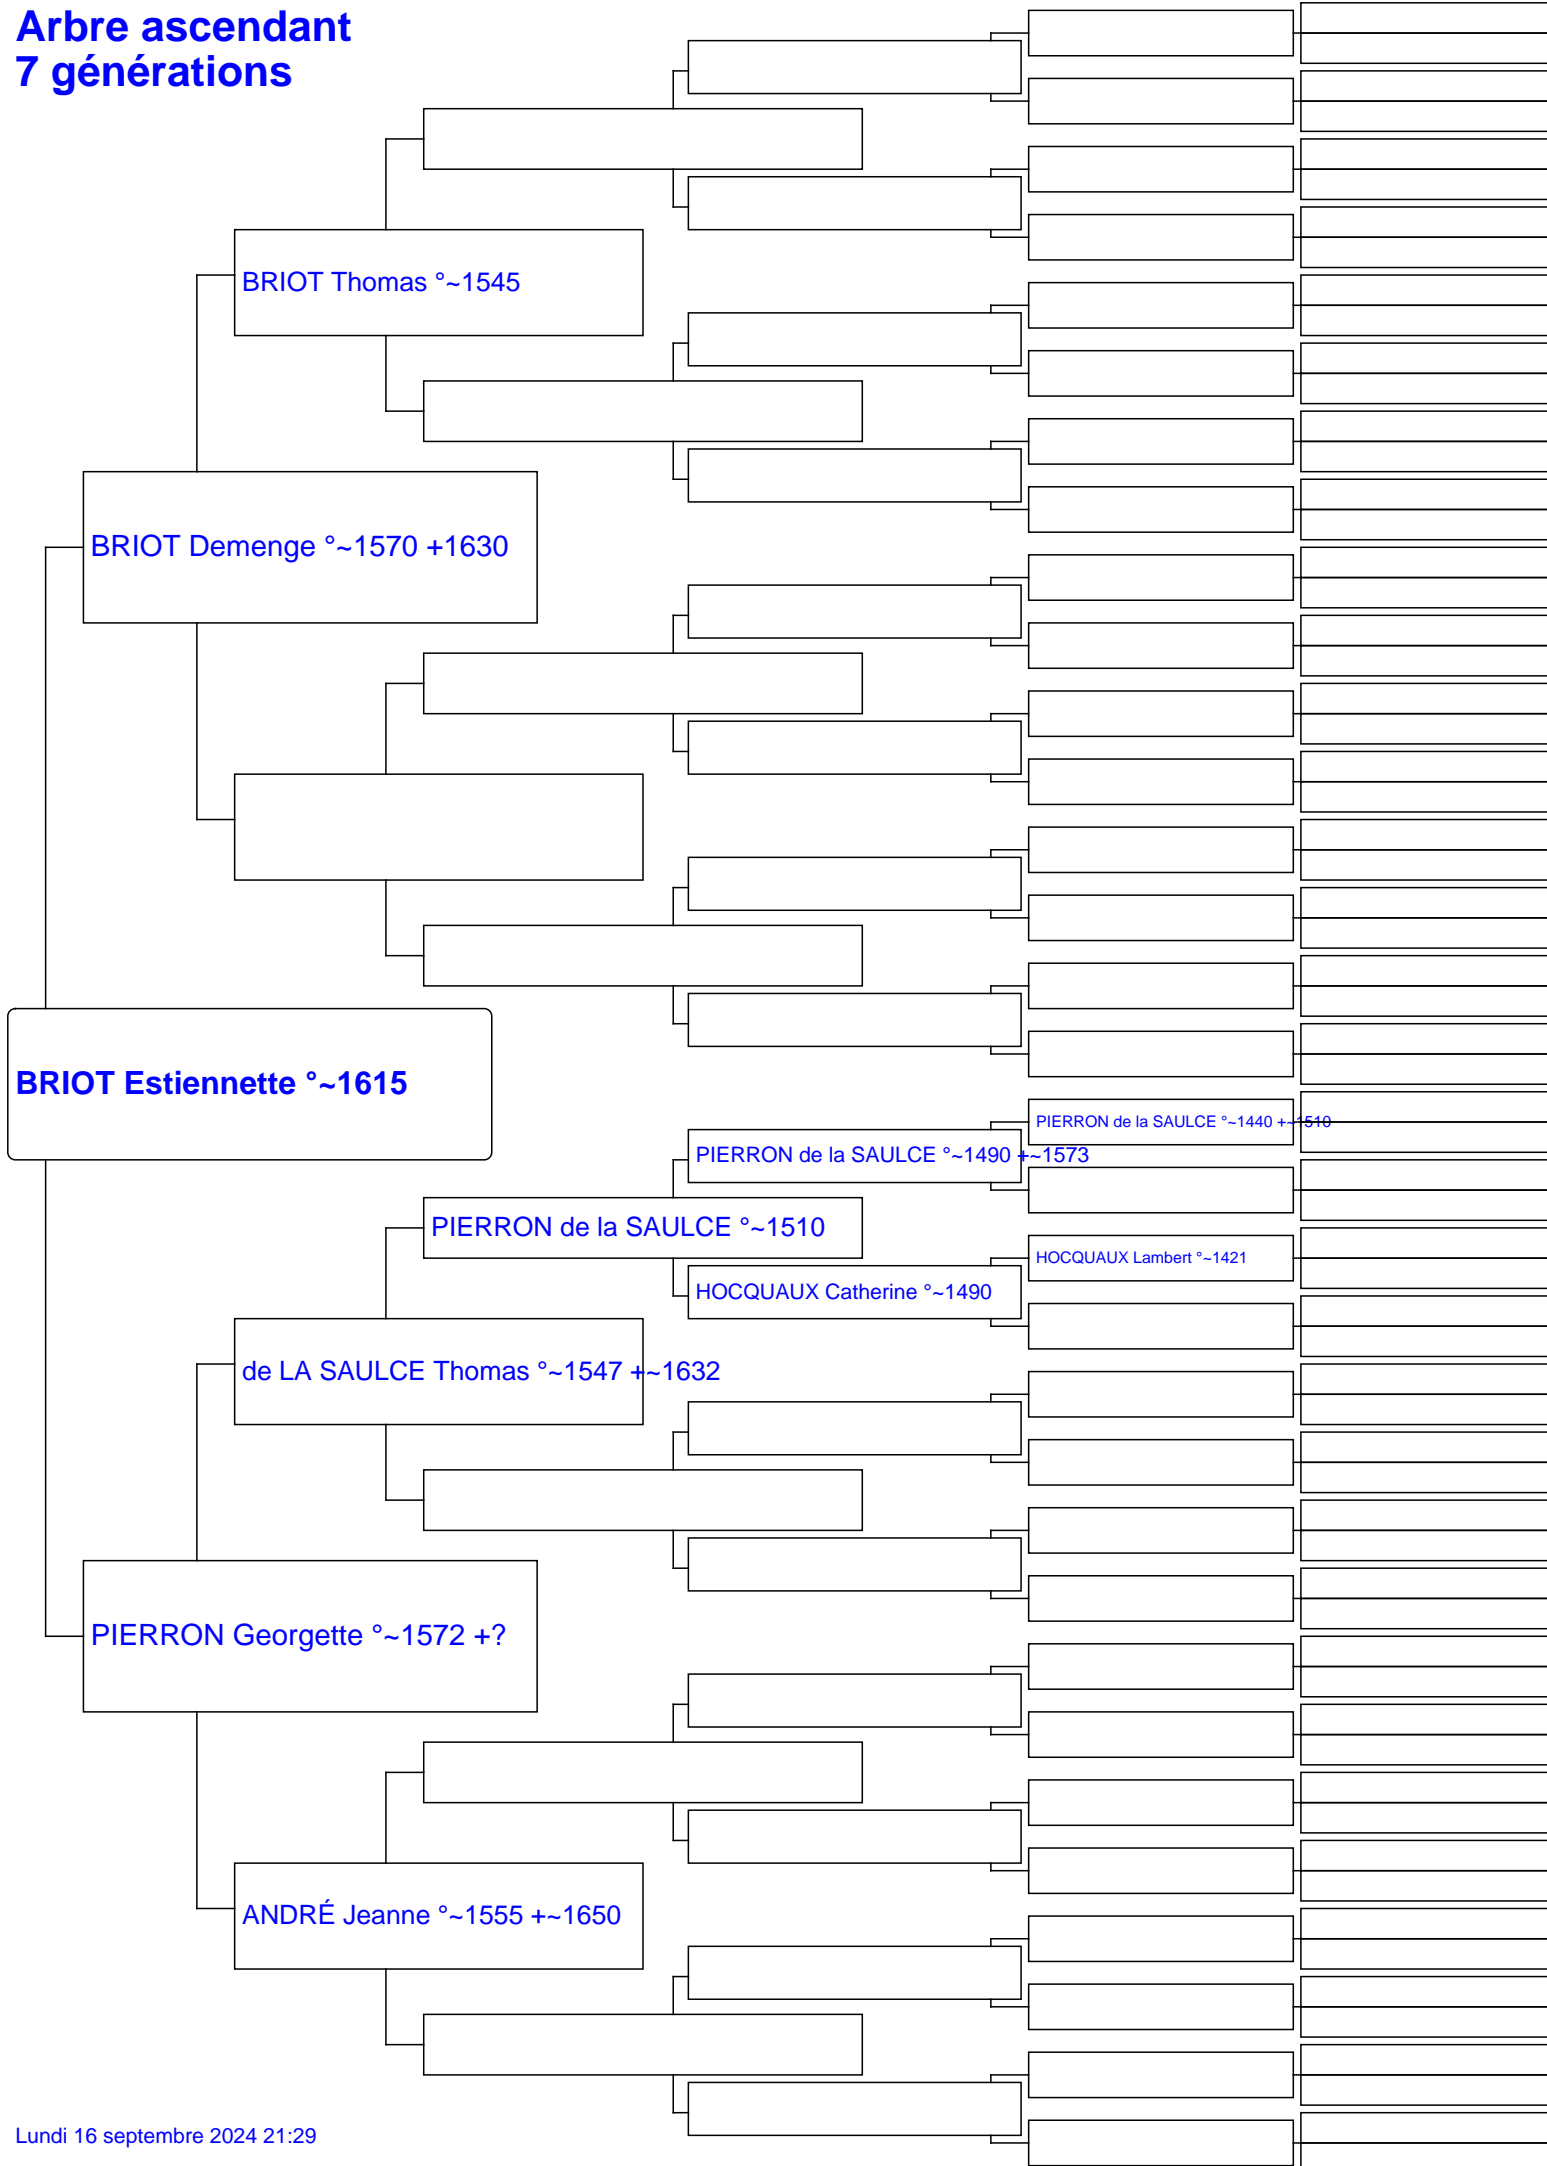 Arbre ascendant
7 générations
BRIOT Thomas °~1545
BRIOT Demenge °~1570 +1630
BRIOT Estiennette °~1615
PIERRON de la SAULCE °~1440 +~1510
PIERRON de la SAULCE °~1490 +~1573
PIERRON de la SAULCE °~1510
HOCQUAUX Lambert °~1421
HOCQUAUX Catherine °~1490
de LA SAULCE Thomas °~1547 +~1632
PIERRON Georgette °~1572 +?
ANDRÉ Jeanne °~1555 +~1650
Lundi 16 septembre 2024 21:29